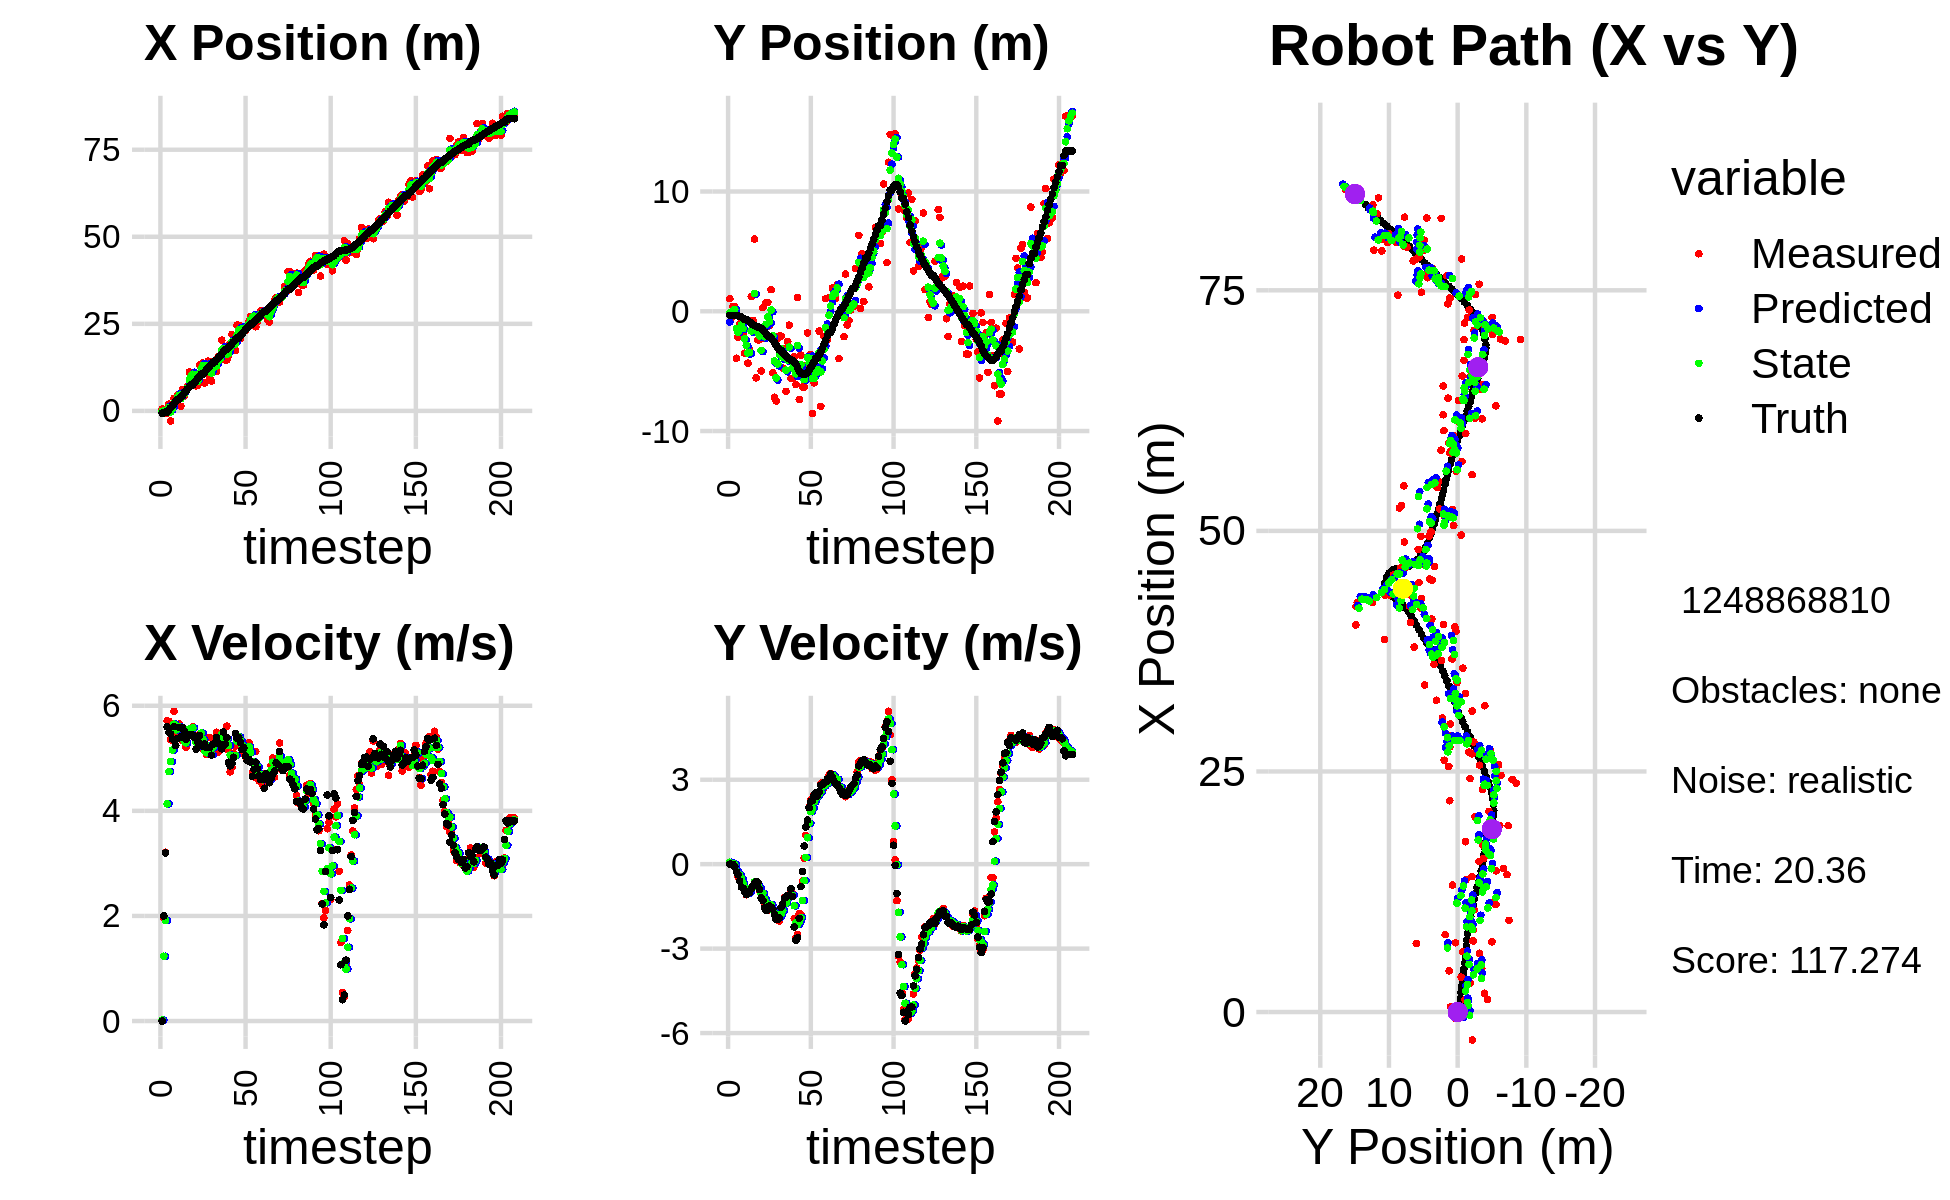 X Position (m)
75
50
25
0
0
50
100
150
200
timestep
Y Position (m)
10
0
-10
0
50
100
150
200
timestep
X Velocity (m/s)
6
4
2
0
0
50
100
150
200
timestep
Y Velocity (m/s)
3
0
-3
-6
0
50
100
150
200
timestep
Robot Path (X vs Y)
X Position (m)
75
50
25
0
20 10 0 -10 -20
Y Position (m)
variable
Measured
Predicted
State
Truth
1248868810
Obstacles: none
Noise: realistic
Time: 20.36
Score: 117.274